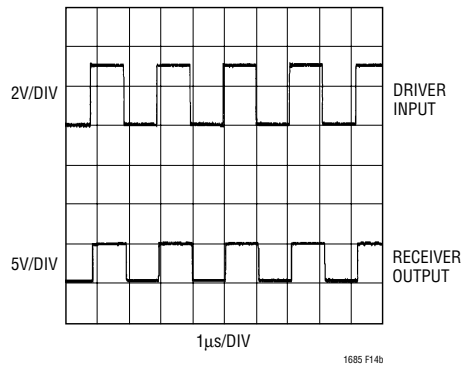 2V/DIV
DRIVER
INPUT
5V/DIV
RECEIVER
OUTPUT
1μs/DIV
1685 F14b